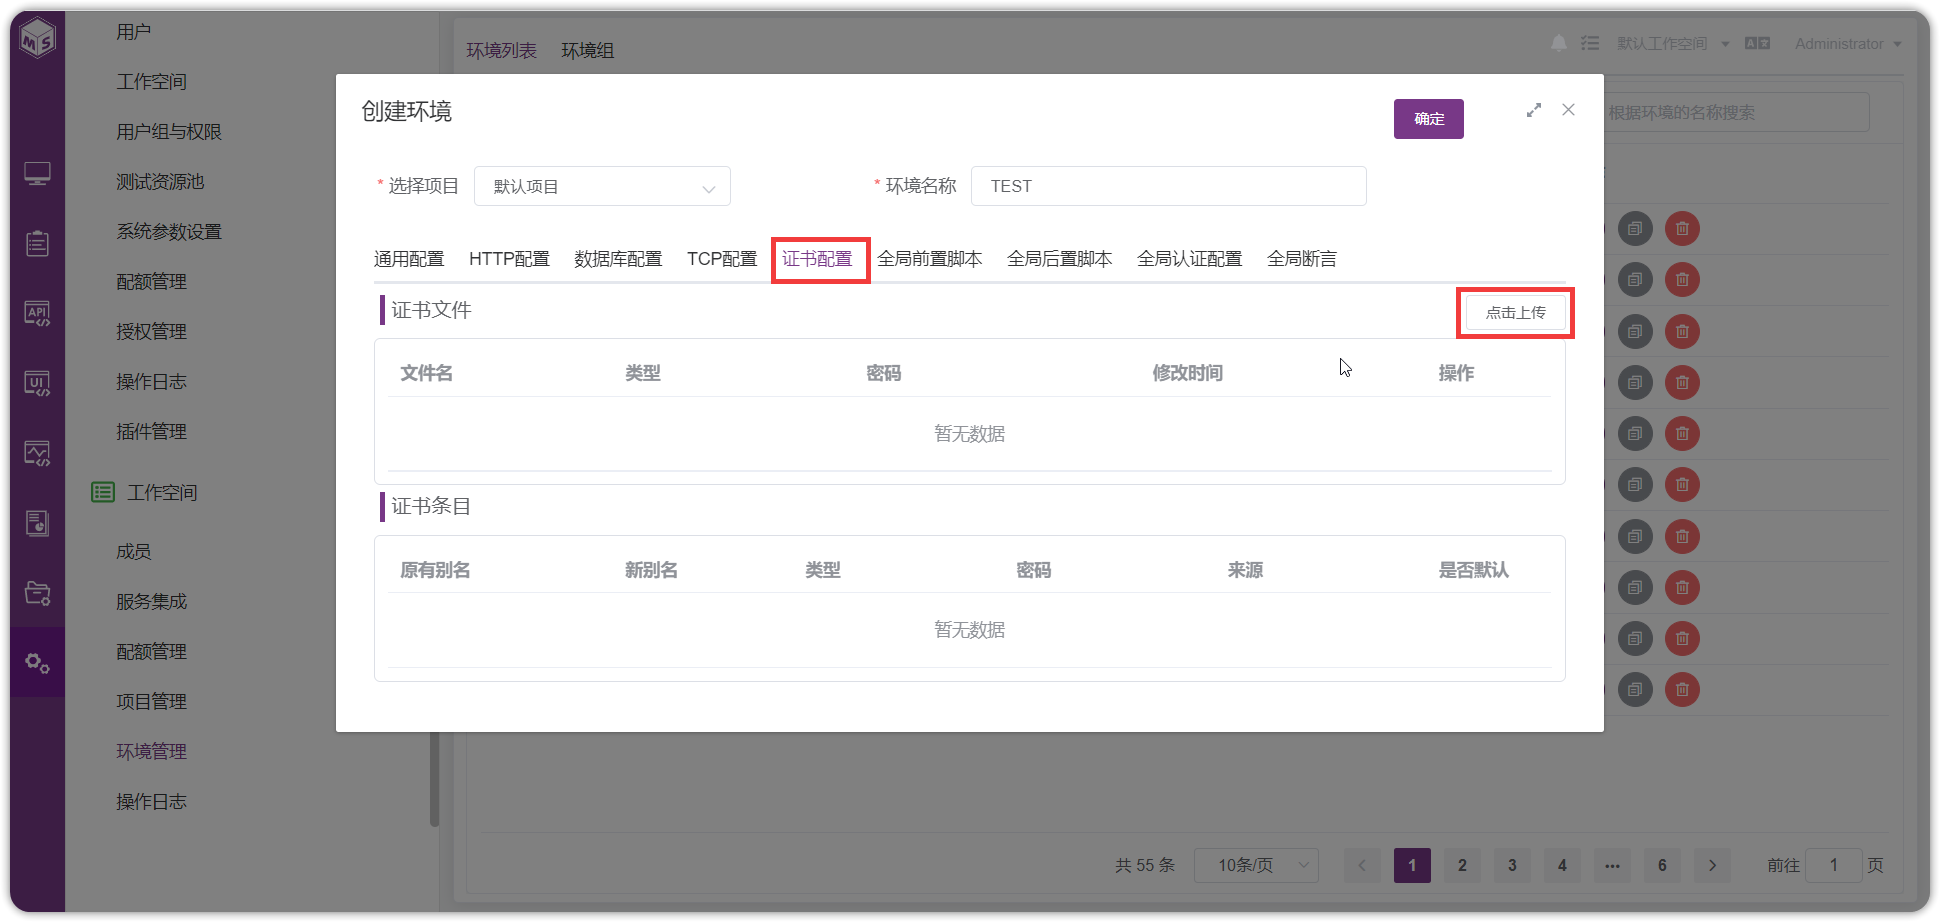 MS
API
UI
用户
工作空间
用户组与权限
测试资源池
系统参数设置
配额管理
授权管理
操作日志
插件管理
工作空间
成员
服务集成
配额管理
项目管理
环境管理
操作日志
环境列表 环境组
默认工作空间 Administrator
根据环境的名称搜索
创建环境
确定
* 选择项目 默认项目 * 环境名称 TEST
通用配置 HTTP配置 数据库配置 TCP配置 证书配置 全局前置脚本 全局后置脚本 全局认证配置 全局断言
证书文件
点击上传
文件名 类型 密码 修改时间 操作
暂无数据
证书条目
原有别名 新别名 类型 密码 来源 是否默认
暂无数据
共 55 条 10条/页 1 2 3 4 ••• 6 前往 1 页